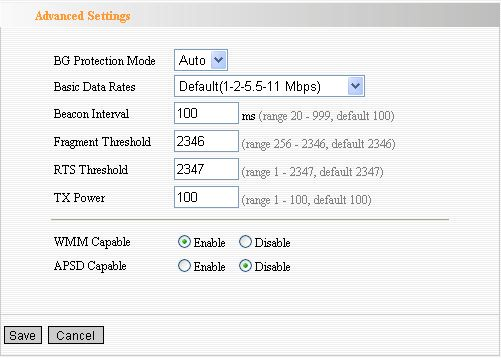 Advanced Settings
BG Protection Mode Auto
Basic Data Rates Default(1-2-5.5-11 Mbps)
Beacon Interval 100 ms (range 20 - 999, default 100)
Fragment Threshold 2346 (range 256 - 2346, default 2346)
RTS Threshold 2347 (range 1 - 2347, default 2347)
TX Power 100 (range 1 - 100, default 100)
WMM Capable Enable Disable
APSD Capable Enable Disable
Save Cancel